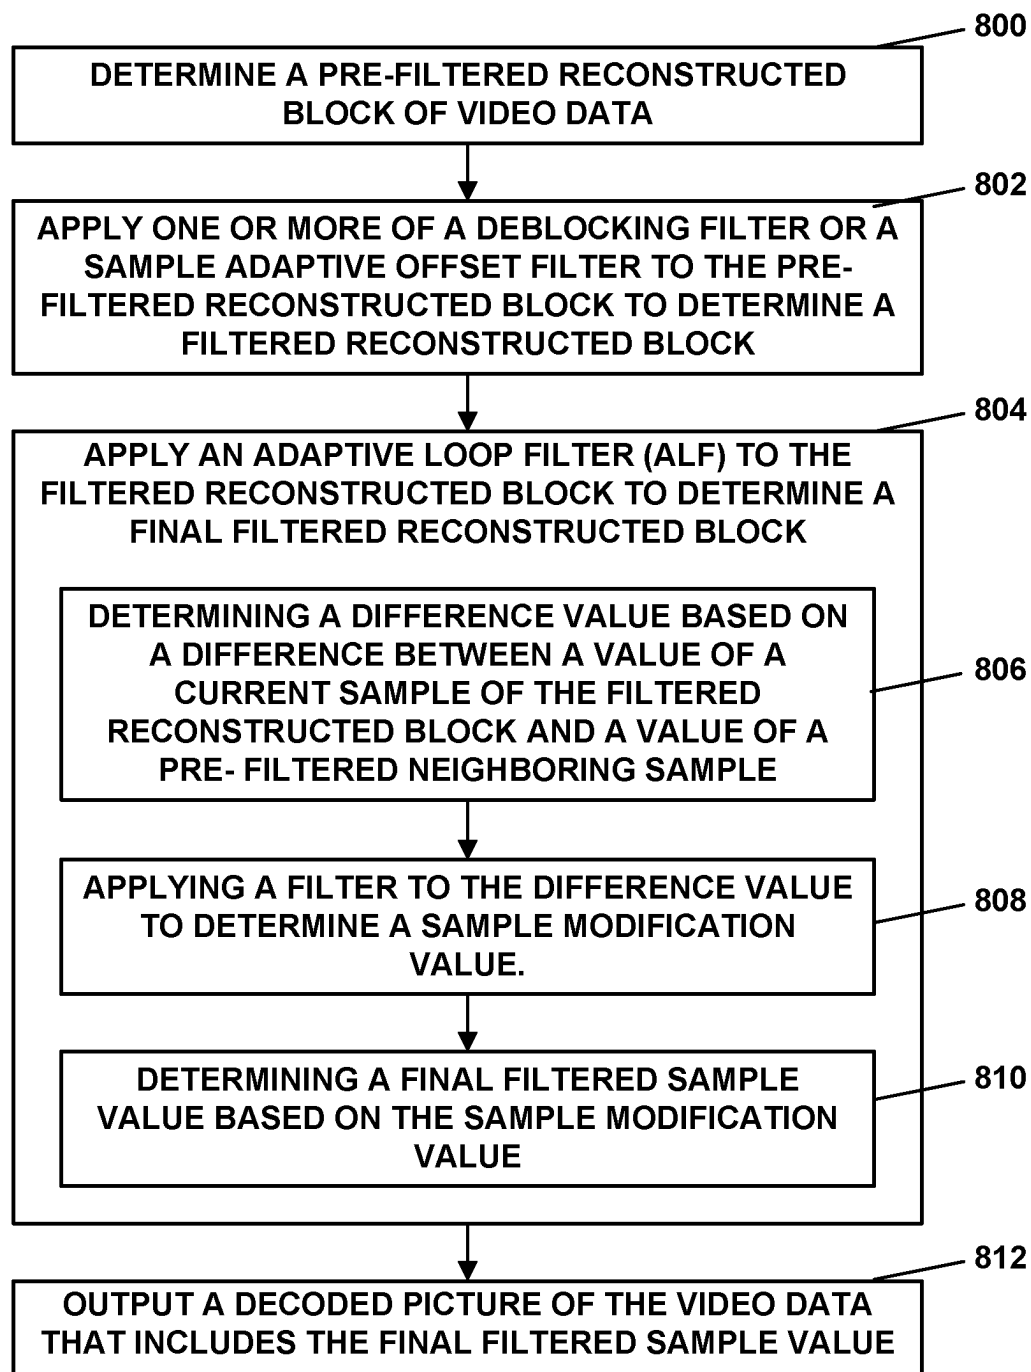 800
DETERMINE A PRE-FILTERED RECONSTRUCTED
BLOCK OF VIDEO DATA
802
APPLY ONE OR MORE OF A DEBLOCKING FILTER OR A
SAMPLE ADAPTIVE OFFSET FILTER TO THE PRE-
FILTERED RECONSTRUCTED BLOCK TO DETERMINE A
FILTERED RECONSTRUCTED BLOCK
804
APPLY AN ADAPTIVE LOOP FILTER (ALF) TO THE
FILTERED RECONSTRUCTED BLOCK TO DETERMINE A
FINAL FILTERED RECONSTRUCTED BLOCK
DETERMINING A DIFFERENCE VALUE BASED ON
A DIFFERENCE BETWEEN A VALUE OF A
CURRENT SAMPLE OF THE FILTERED
RECONSTRUCTED BLOCK AND A VALUE OF A
PRE- FILTERED NEIGHBORING SAMPLE
806
APPLYING A FILTER TO THE DIFFERENCE VALUE
TO DETERMINE A SAMPLE MODIFICATION
VALUE.
808
DETERMINING A FINAL FILTERED SAMPLE
VALUE BASED ON THE SAMPLE MODIFICATION
VALUE
810
812
OUTPUT A DECODED PICTURE OF THE VIDEO DATA
THAT INCLUDES THE FINAL FILTERED SAMPLE VALUE